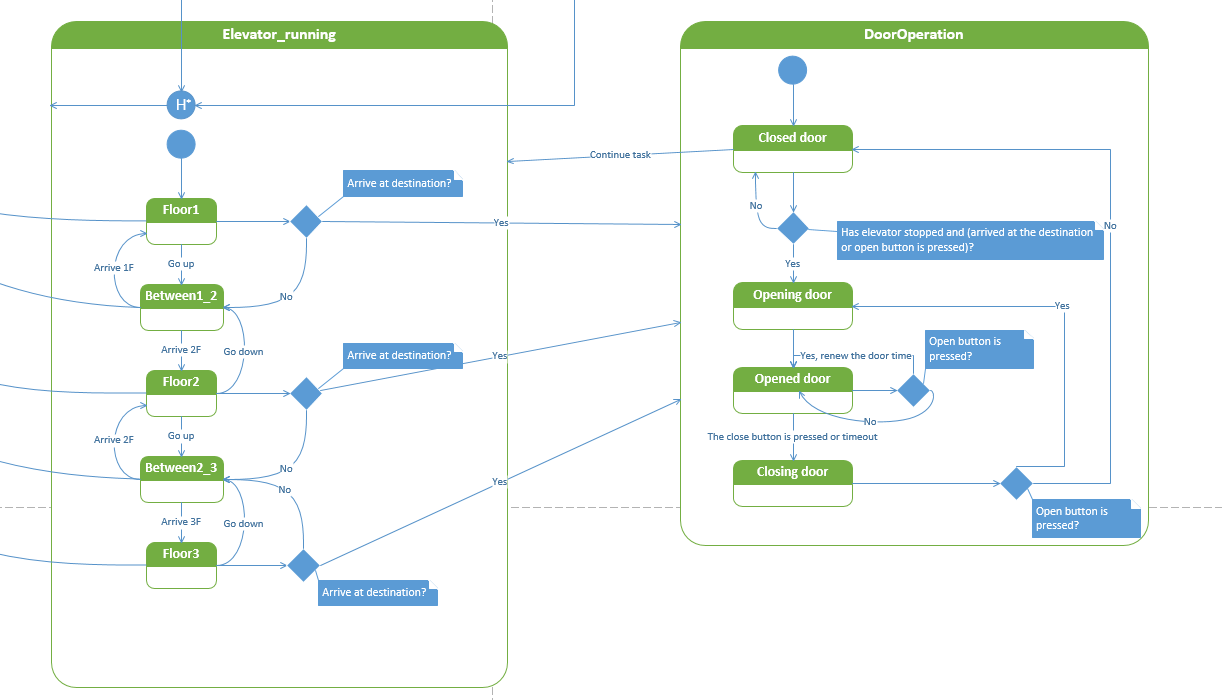 Elevator_running
H*
Floor1
Arrive at destination?
Yes
Go up
Arrive 1F
Between1_2
No
Arrive 2F
Go down
Arrive at destination?
Yes
Floor2
Go up
Arrive 2F
Between2_3
No
No
Yes
Arrive 3F
Go down
Floor3
Arrive at destination?
Continue task
DoorOperation
Closed door
No
Has elevator stopped and (arrived at the destination
or open button is pressed)?
No
Yes
Opening door
Yes
Open button is
pressed?
Yes, renew the door time
Opened door
No
The close button is pressed or timeout
Closing door
Open button is
pressed?